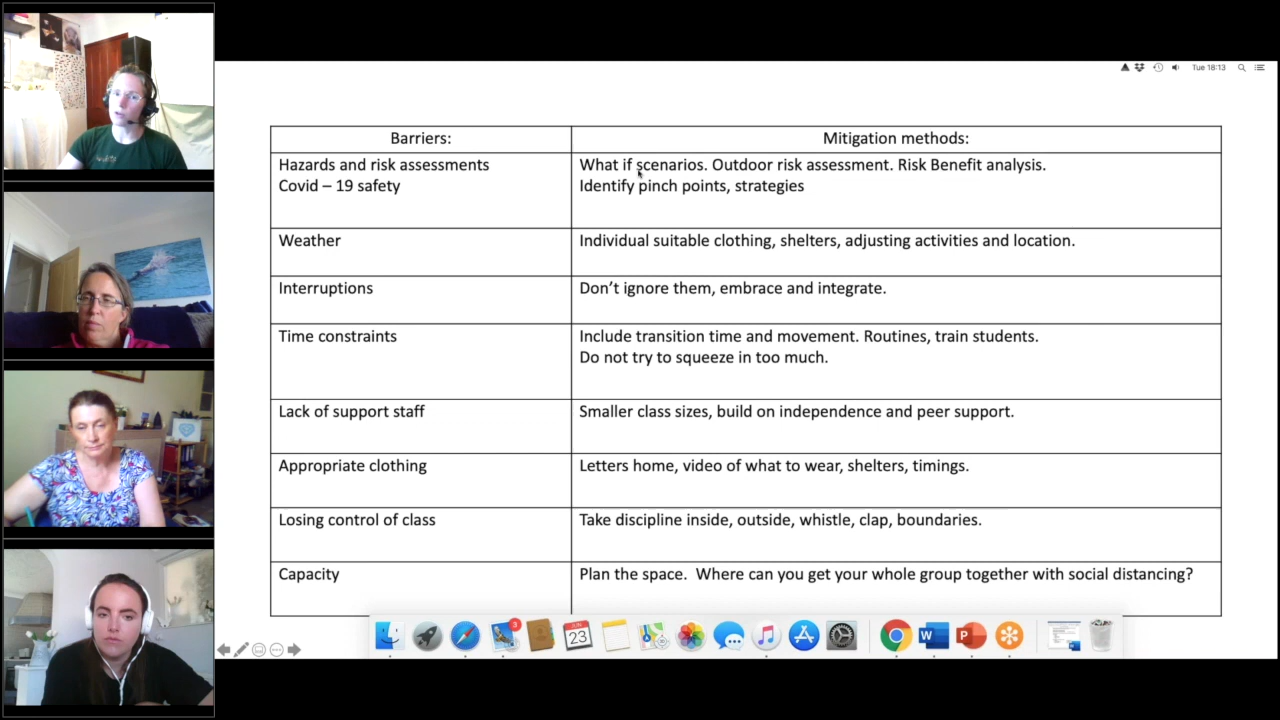 Tue 18:13
Barriers:
Mitigation methods:
Hazards and risk assessments
Covid – 19 safety
What if scenarios. Outdoor risk assessment. Risk Benefit analysis.
Identify pinch points, strategies
Weather
Individual suitable clothing, shelters, adjusting activities and location.
Interruptions
Don’t ignore them, embrace and integrate.
Time constraints
Include transition time and movement. Routines, train students.
Do not try to squeeze in too much.
Lack of support staff
Smaller class sizes, build on independence and peer support.
Appropriate clothing
Letters home, video of what to wear, shelters, timings.
Losing control of class
Take discipline inside, outside, whistle, clap, boundaries.
Capacity
Plan the space.  Where can you get your whole group together with social distancing?
3
JUN
23
W
P